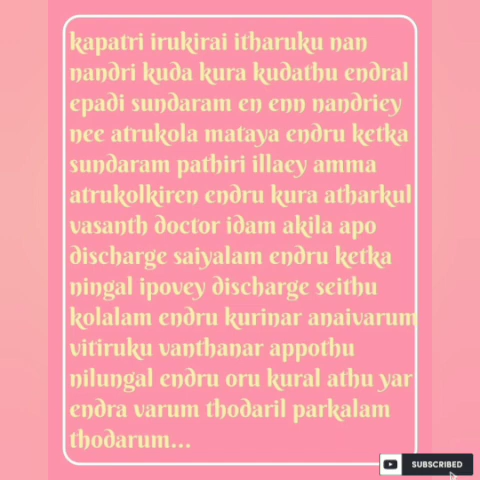 kapatri irukirai itharuku nan
nandri kuda kura kudathu endral
epadi sundaram en enn nandriey
nee atrukola mataya endru ketka
sundaram pathiri illaey amma
atrukolkiren endru kura atharkul
vasanth doctor idam akila apo
discharge saiyalam endru ketka
ningal ipovey discharge seithu
kolalam endru kurinar anaivarum
vitiruku vanthanar appothu
nilungal endru oru kural athu yar
endra varum thodaril parkalam
thodarum...
SUBSCRIBED